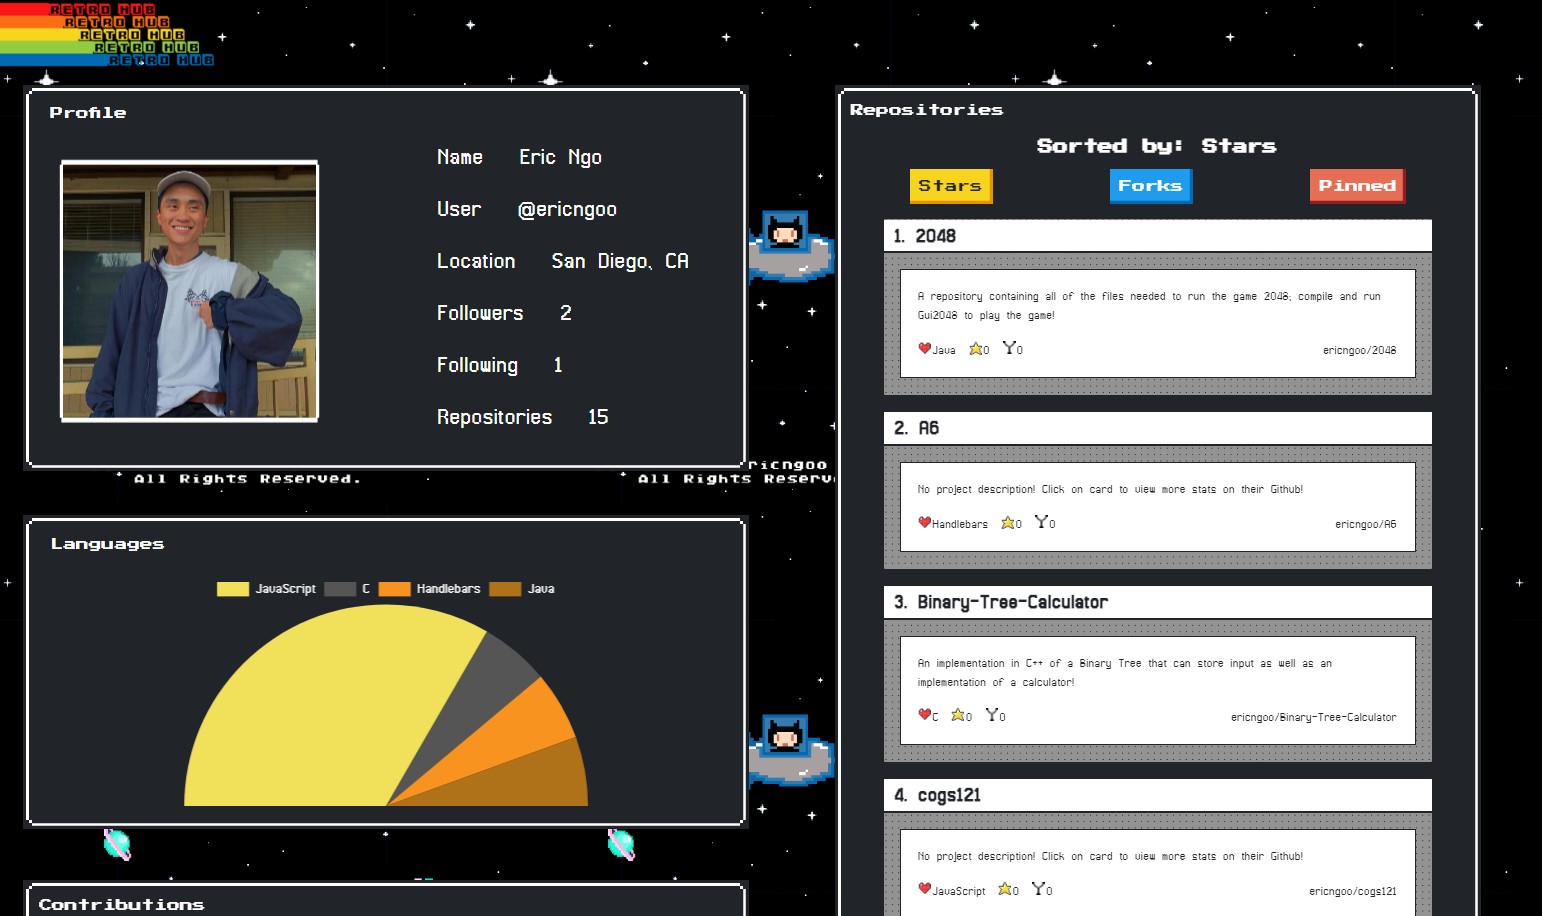 RETRO HUB
RETRO HUB
RETRO HUB
RETRO HUB
RETRO HUB
Profile
Name Eric Ngo
User @ericngoo
Location San Diego, CA
Followers 2
Following 1
Repositories 15
ricngoo
All Rights Reserved.
All Rights Reserv
Languages
JavaScript C Handlebars Java
Contributions
Repositories
Sorted by: Stars
Stars Forks Pinned
1. 2048
A repository containing all of the files needed to run the game 2048; compile and run
Gui2048 to play the game!
Java 0 0 ericngoo/2048
2. A6
No project description! Click on card to view more stats on their Github!
Handlebars 0 0 ericngoo/A6
3. Binary-Tree-Calculator
An implementation in C++ of a Binary Tree that can store input as well as an
implementation of a calculator!
C 0 0 ericngoo/Binary-Tree-Calculator
4. cogs121
No project description! Click on card to view more stats on their Github!
JavaScript 0 0 ericngoo/cogs121